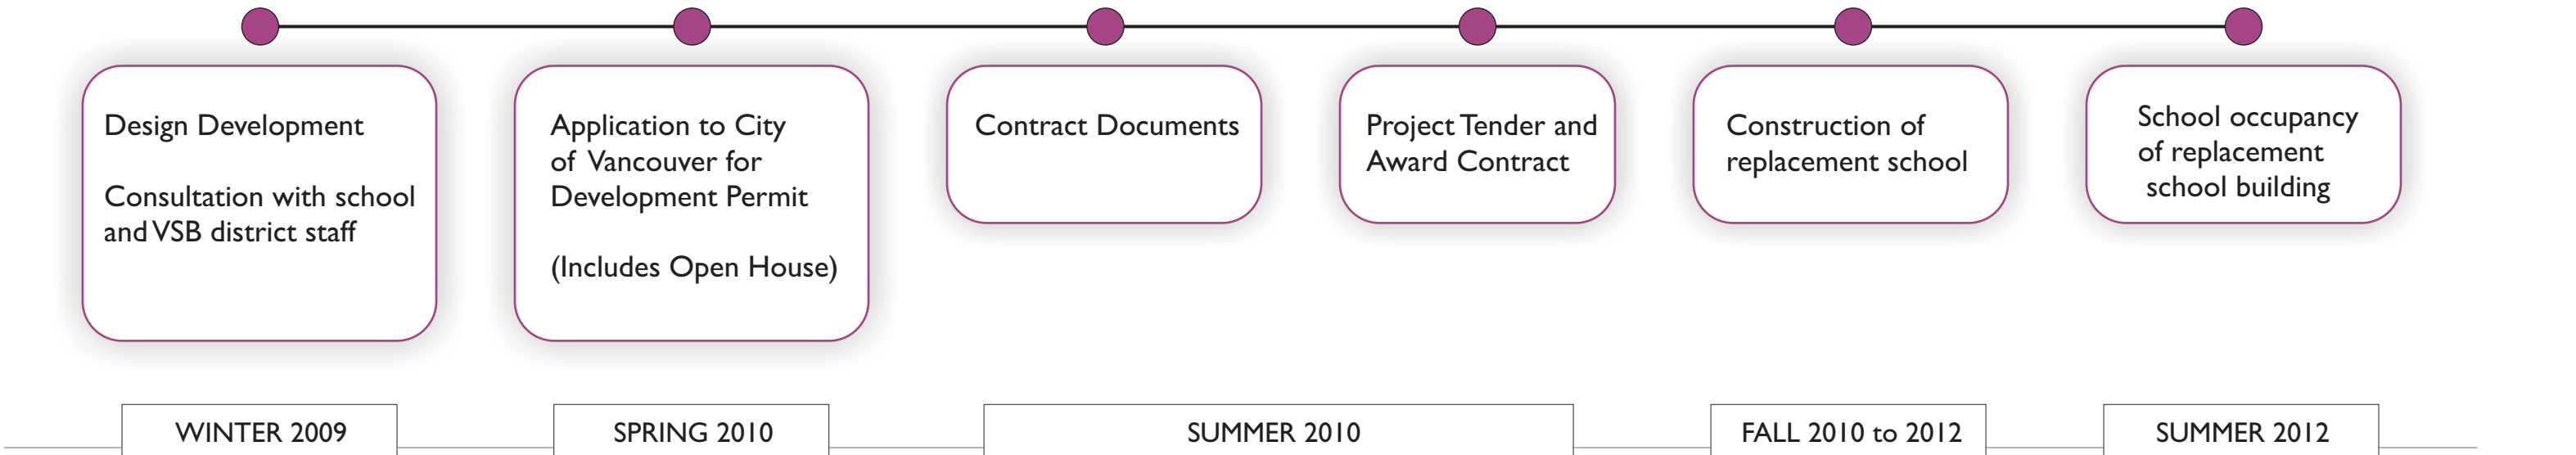 Design Development
Consultation with school
and VSB district staff
Application to City
of Vancouver for
Development Permit
(Includes Open House)
Contract Documents
Project Tender and
Award Contract
Construction of
replacement school
School occupancy
of replacement
school building
WINTER 2009
SPRING 2010
SUMMER 2010
FALL 2010 to 2012
SUMMER 2012